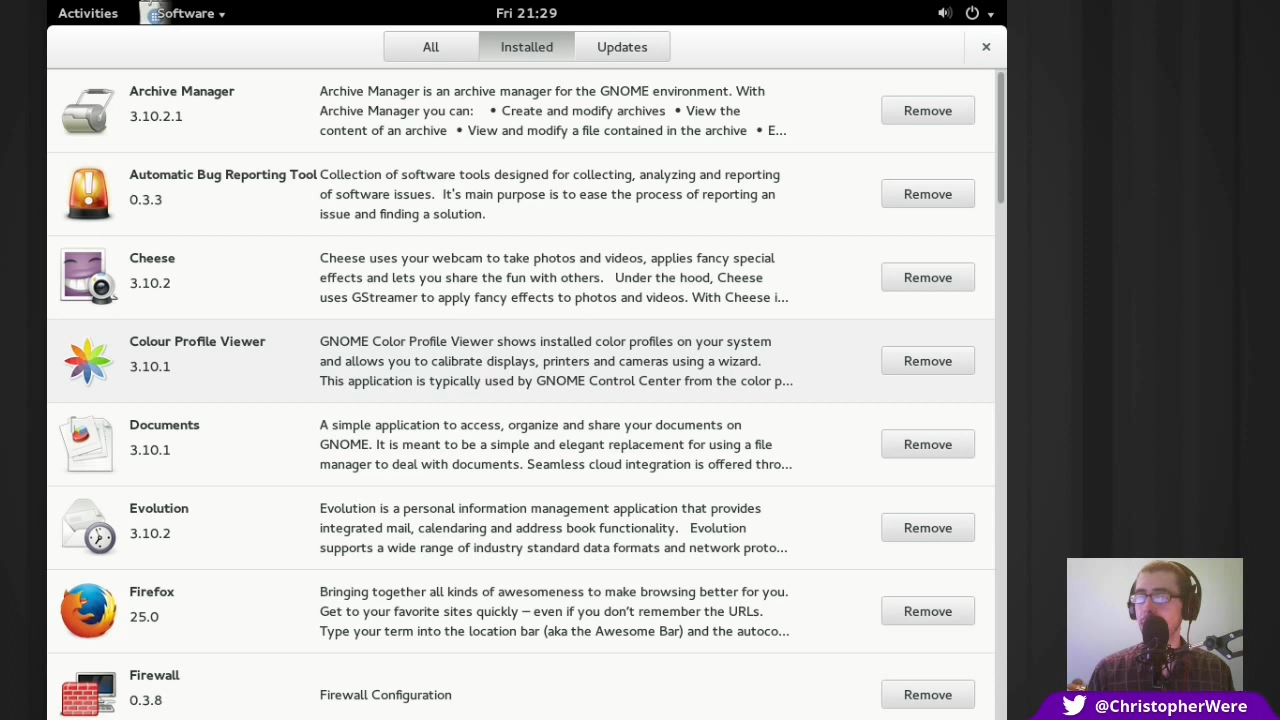 Activities
Software
Fri 21:29
All
Installed
Updates
Archive Manager
3.10.2.1
Archive Manager is an archive manager for the GNOME environment. With
Archive Manager you can: • Create and modify archives • View the
content of an archive • View and modify a file contained in the archive • E...
Remove
Automatic Bug Reporting Tool
0.3.3
Collection of software tools designed for collecting, analyzing and reporting
of software issues. It's main purpose is to ease the process of reporting an
issue and finding a solution.
Remove
Cheese
3.10.2
Cheese uses your webcam to take photos and videos, applies fancy special
effects and lets you share the fun with others. Under the hood, Cheese
uses GStreamer to apply fancy effects to photos and videos. With Cheese i...
Remove
Colour Profile Viewer
3.10.1
GNOME Color Profile Viewer shows installed color profiles on your system
and allows you to calibrate displays, printers and cameras using a wizard.
This application is typically used by GNOME Control Center from the color p...
Remove
Documents
3.10.1
A simple application to access, organize and share your documents on
GNOME. It is meant to be a simple and elegant replacement for using a file
manager to deal with documents. Seamless cloud integration is offered thro...
Remove
Evolution
3.10.2
Evolution is a personal information management application that provides
integrated mail, calendaring and address book functionality. Evolution
supports a wide range of industry standard data formats and network proto...
Remove
Firefox
25.0
Bringing together all kinds of awesomeness to make browsing better for you.
Get to your favorite sites quickly – even if you don't remember the URLs.
Type your term into the location bar (aka the Awesome Bar) and the autoco...
Remove
Firewall
0.3.8
Firewall Configuration
Remove
@ChristopherWere